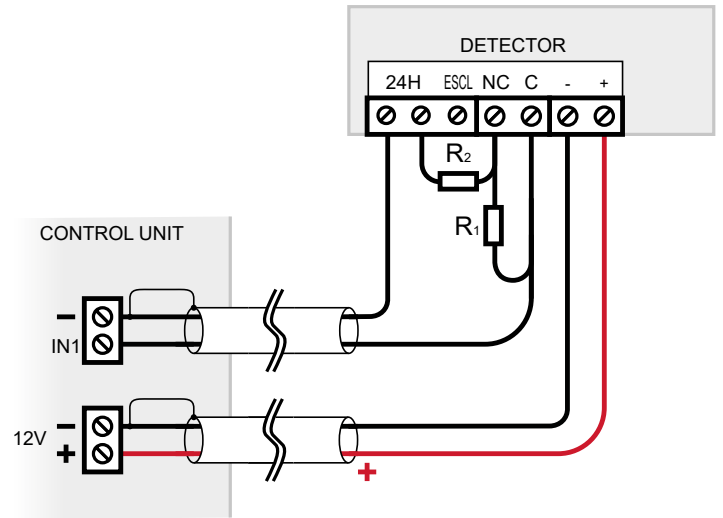 DETECTOR
24H ESCL NC C - +
R₂
R₁
CONTROL UNIT
-
IN1
-
12V
+
+